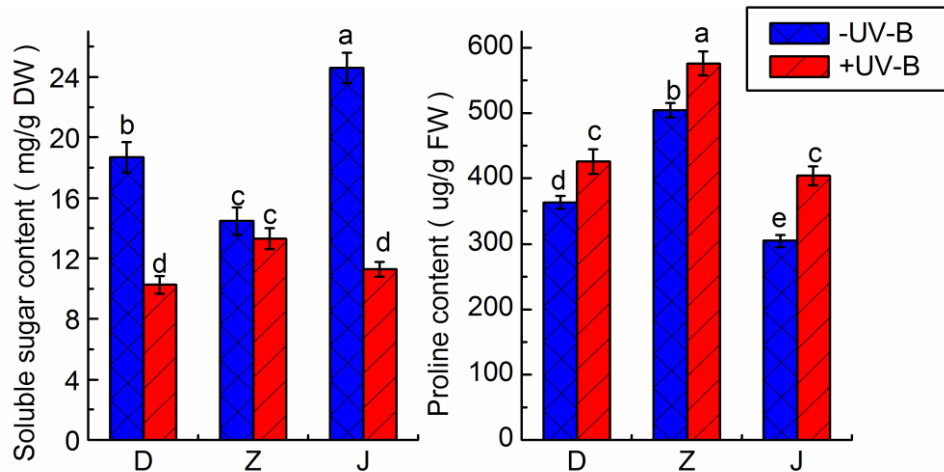 Soluble sugar content ( mg/g DW )
24
20
16
12
8
4
0
b
d
c
c
a
d
D
Z
J
Proline content ( ug/g FW )
600
500
400
300
200
100
0
d
c
b
a
e
c
D
Z
J
-UV-B
+UV-B